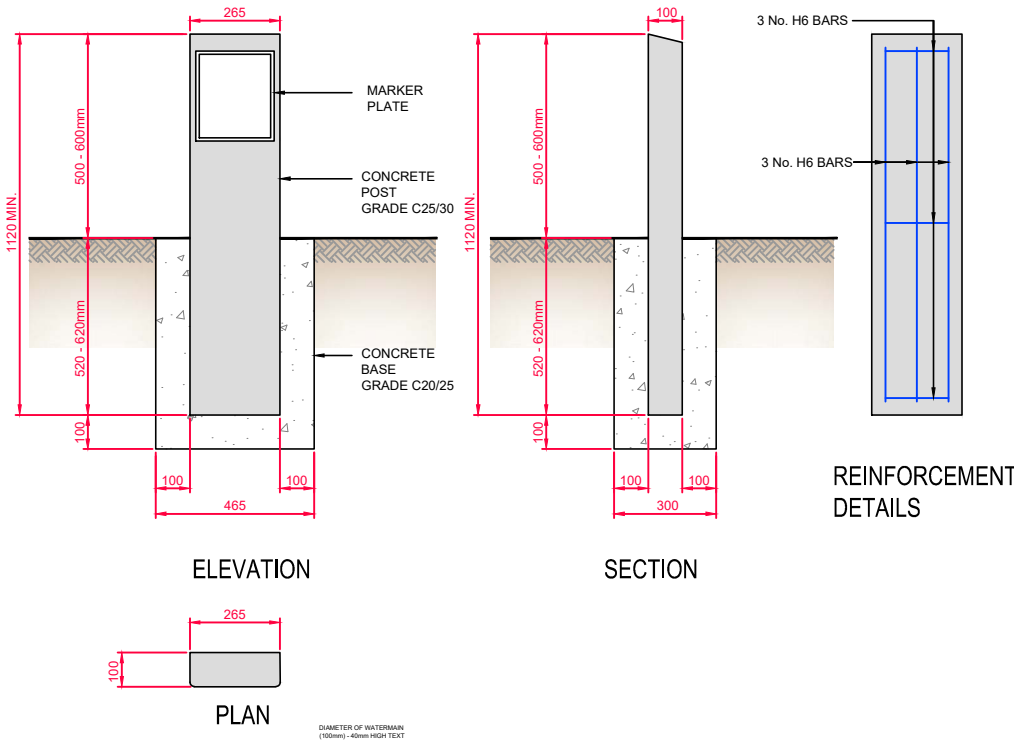 265
MARKER
PLATE
CONCRETE
POST
GRADE C25/30
CONCRETE
BASE
GRADE C20/25
1120 MIN.
500 - 600mm
520 - 620mm
100
100
100
465
ELEVATION
100
1120 MIN.
500 - 600mm
520 - 620mm
100
100
100
300
SECTION
3 No. H6 BARS
3 No. H6 BARS
REINFORCEMENT
DETAILS
265
100
PLAN
DIAMETER OF WATERMAIN
(100mm) - 40mm HIGH TEXT